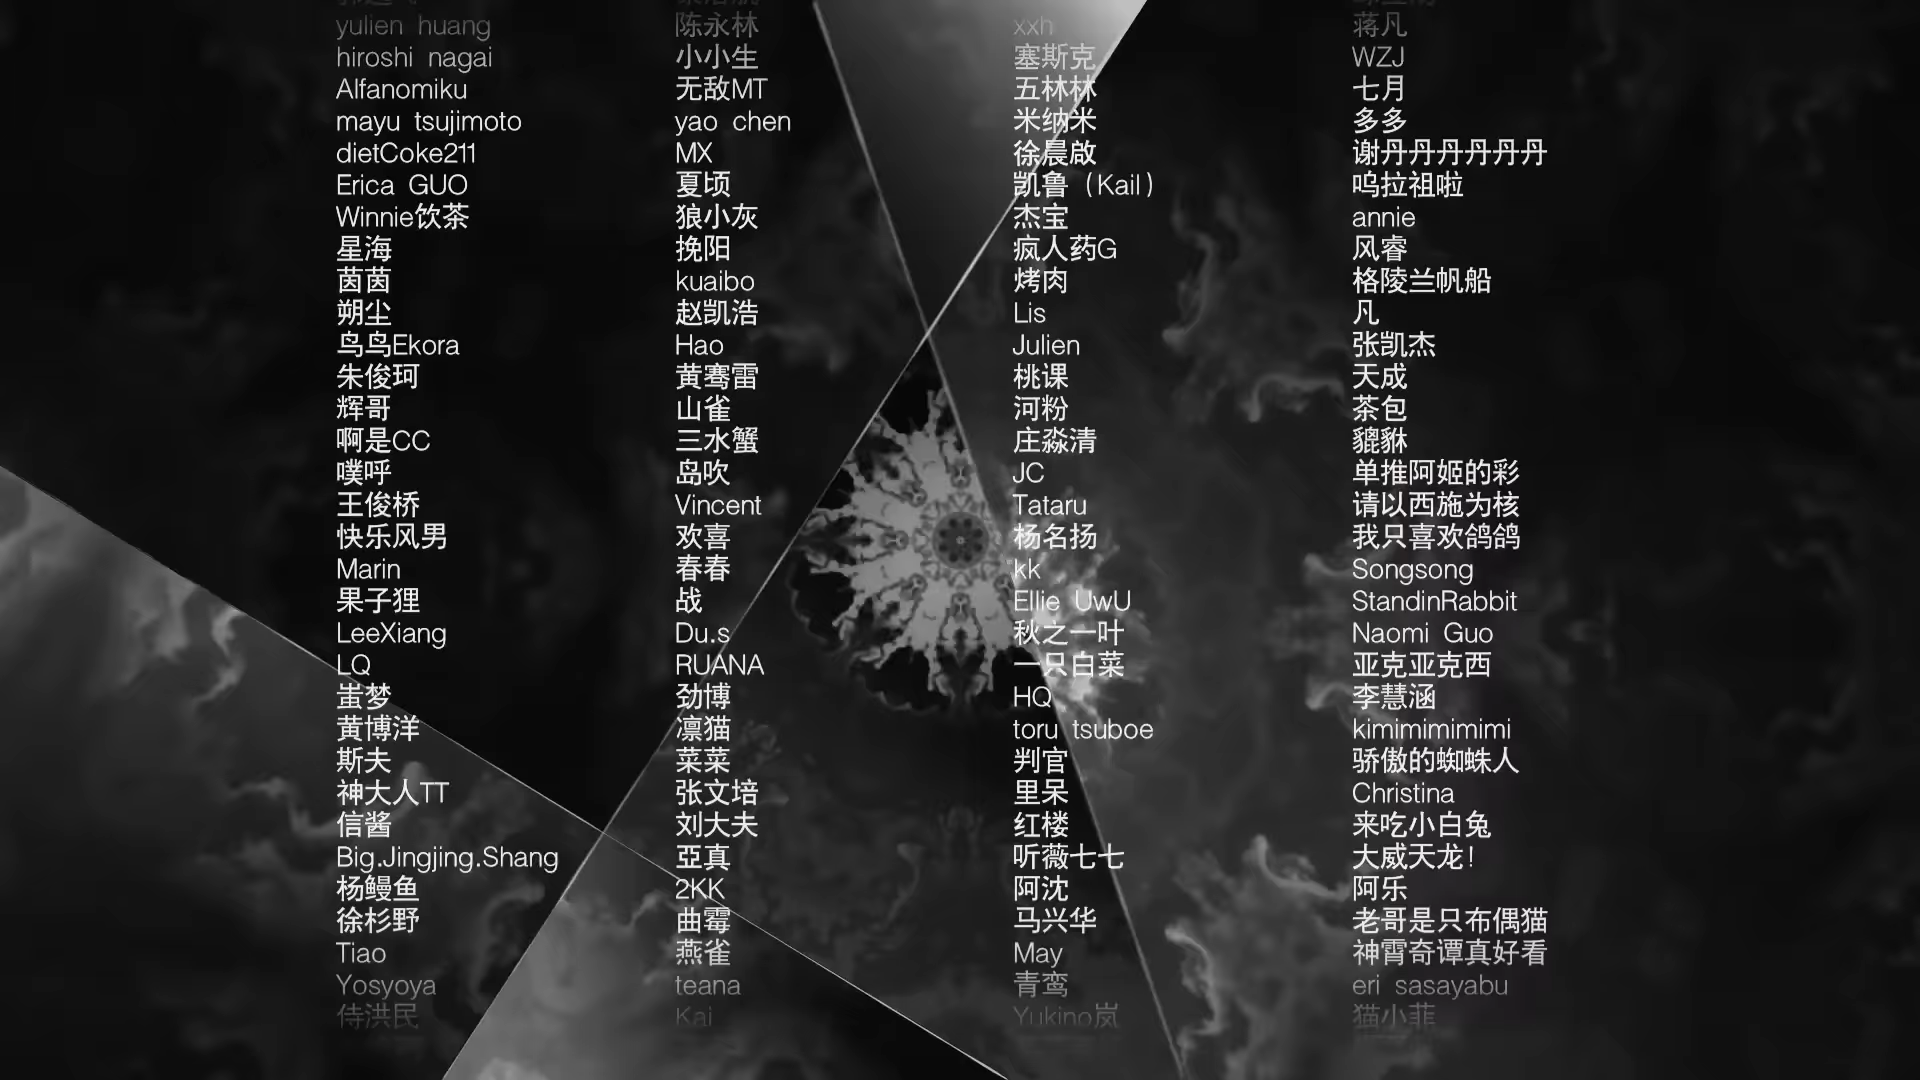 yulien huang
hiroshi nagai
Alfanomiku
mayu tsujimoto
dietCoke211
Erica GUO
Winnie饮茶
星海
茵茵
朔尘
鸟鸟Ekora
朱俊珂
辉哥
啊是CC
噗呼
王俊桥
快乐风男
Marin
果子狸
LeeXiang
LQ
蚩梦
黄博洋
斯夫
神大人TT
信酱
Big.Jingjing.Shang
杨鳗鱼
徐杉野
Tiao
Yosyoya
侍洪民
陈永林
小小生
无敌MT
yao chen
MX
夏顷
狼小灰
挽阳
kuaibo
赵凯浩
Hao
黄骞雷
山雀
三水蟹
岛吹
Vincent
欢喜
春春
战
Du.s
RUANA
劲博
凛猫
菜菜
张文培
刘大夫
亞真
2KK
曲霉
燕雀
teana
Kai
xxh
塞斯克
五林林
米纳米
徐晨啟
凯鲁（Kail）
杰宝
疯人药G
烤肉
Lis
Julien
桃课
河粉
庄淼清
JC
Tataru
杨名扬
kk
Ellie UwU
秋之一叶
一只白菜
HQ
toru tsuboe
判官
里呆
红楼
听薇七七
阿沈
马兴华
May
青鸾
Yukino岚
蒋凡
WZJ
七月
多多
谢丹丹丹丹丹丹
呜拉祖啦
annie
风睿
格陵兰帆船
凡
张凯杰
天成
茶包
貔貅
单推阿姬的彩
请以西施为核
我只喜欢鸽鸽
Songsong
StandinRabbit
Naomi Guo
亚克亚克西
李慧涵
kimimimimimi
骄傲的蜘蛛人
Christina
来吃小白兔
大威天龙！
阿乐
老哥是只布偶猫
神霄奇谭真好看
eri sasayabu
猫小菲